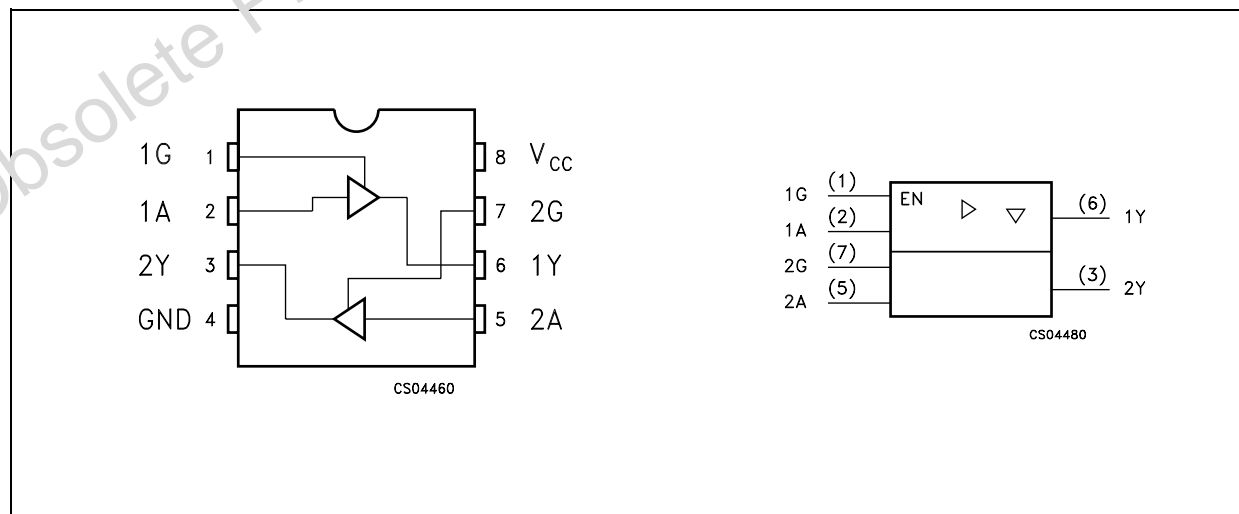 Obsolete
1G 1
8 VCC
1A 2
7 2G
2Y 3
6 1Y
GND 4
5 2A
CS04460
1G (1)
EN
(6) 1Y
1A (2)
2G (7)
(3) 2Y
2A (5)
CS04480